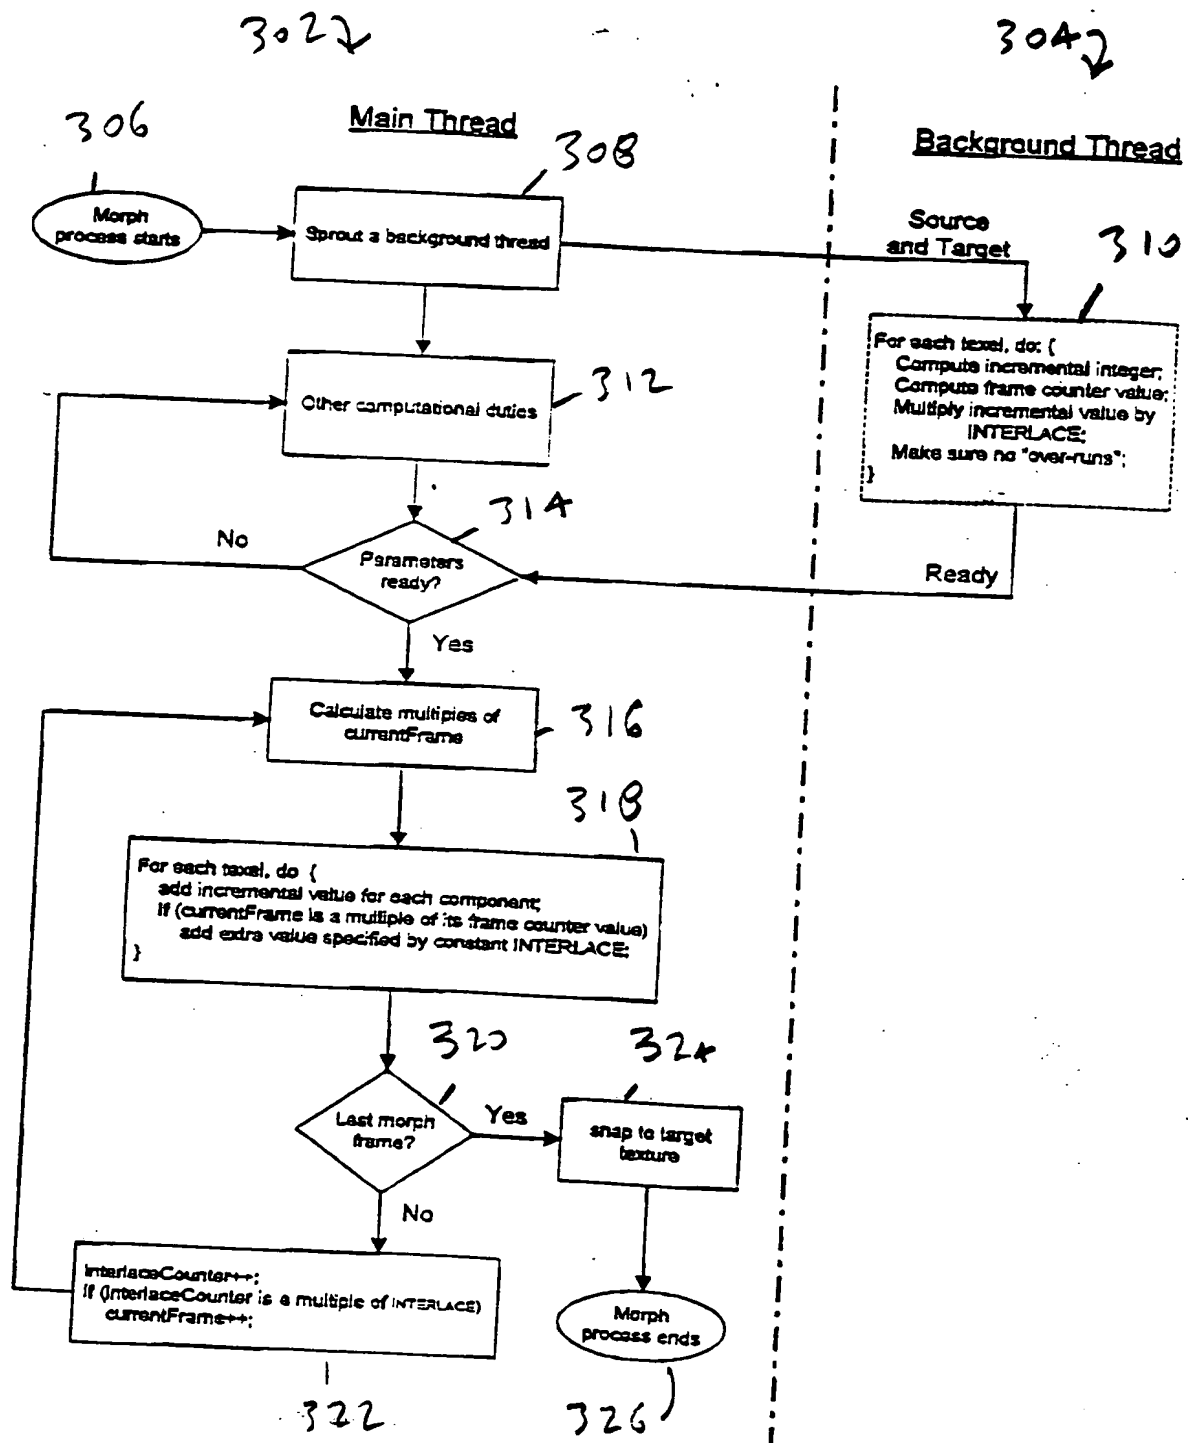 302
304
Main Thread
Background Thread
306
308
Morph
process starts
Sprout a background thread
Source
and Target
310
For each texel, do: {
Compute incremental integer;
Compute frame counter value;
Multiply incremental value by
INTERLACE;
Make sure no "over-runs";
}
312
Other computational duties
314
No
Parameters
ready?
Ready
Yes
Calculate multiples of
currentFrame
316
318
For each texel, do {
add incremental value for each component;
If (currentFrame is a multiple of its frame counter value)
add extra value specified by constant INTERLACE;
}
320
324
Last morph
frame?
Yes
snap to target
texture
No
InterlaceCounter++;
If (InterlaceCounter is a multiple of INTERLACE)
currentFrame++;
Morph
process ends
322
326